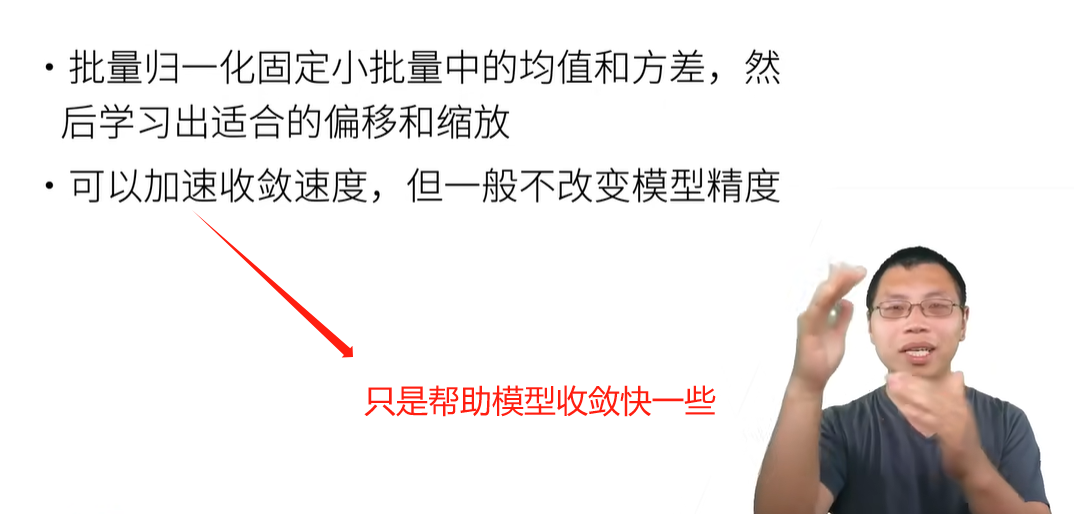 • 批量归一化固定小批量中的均值和方差，然
后学习出适合的偏移和缩放
• 可以加速收敛速度，但一般不改变模型精度
只是帮助模型收敛快一些